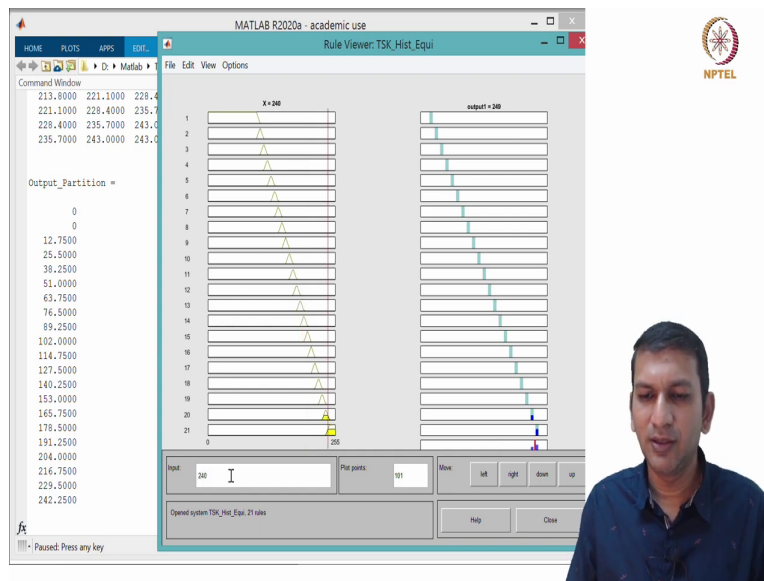 MATLAB R2020a - academic use
HOME PLOTS APPS EDIT...
D: Matlab
Command Window
213.8000 221.1000 228.4
221.1000 228.4000 235.7
228.4000 235.7000 243.0
235.7000 243.0000 243.0
Output_Partition =
0
0
12.7500
25.5000
38.2500
51.0000
63.7500
76.5000
89.2500
102.0000
114.7500
127.5000
140.2500
153.0000
165.7500
178.5000
191.2500
204.0000
216.7500
229.5000
242.2500
fx
Paused: Press any key
Rule Viewer: TSK_Hist_Equi
File Edit View Options
X = 240
output1 = 249
1
2
3
4
5
6
7
8
9
10
11
12
13
14
15
16
17
18
19
20
21
0 255
Input: 240
Plot points: 101
Move: left right down up
Opened system TSK_Hist_Equi, 21 rules
Help Close
NPTEL